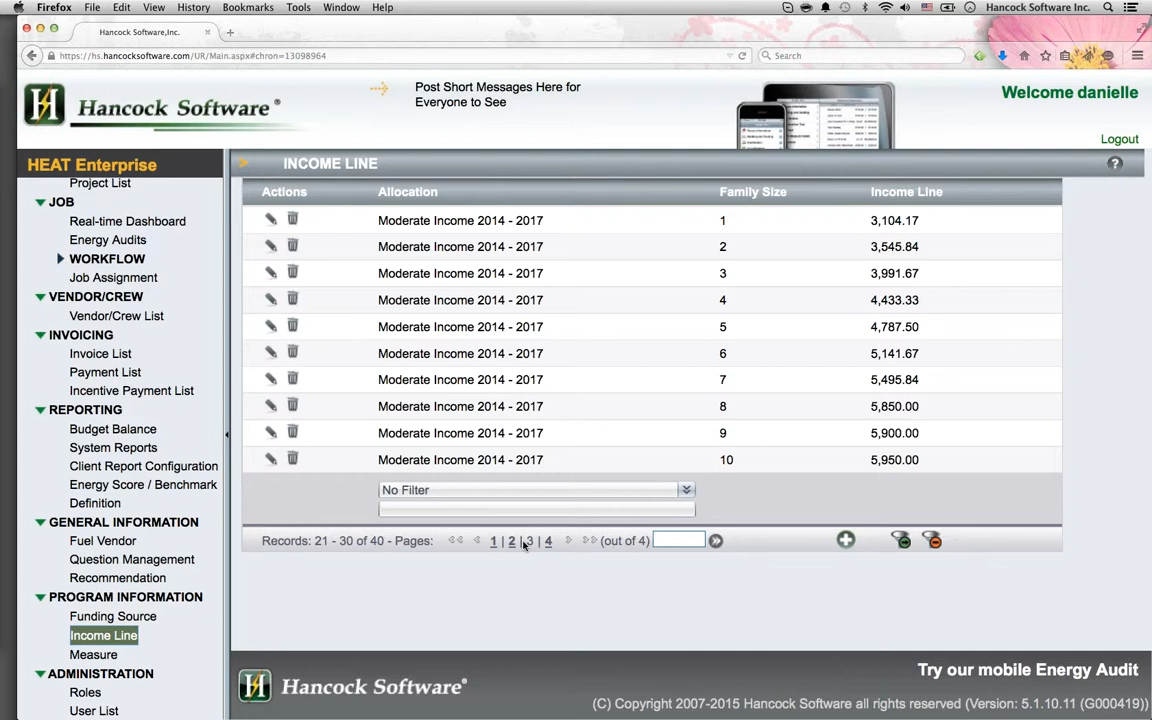 Firefox File Edit View History Bookmarks Tools Window Help Hancock Software Inc.
Hancock Software,Inc.
https://hs.hancocksoftware.com/UR/Main.aspx#chron=13098964 Search
Hancock Software®
Post Short Messages Here for
Everyone to See
Welcome danielle
Logout
HEAT Enterprise
Project List
JOB
Real-time Dashboard
Energy Audits
WORKFLOW
Job Assignment
VENDOR/CREW
Vendor/Crew List
INVOICING
Invoice List
Payment List
Incentive Payment List
REPORTING
Budget Balance
System Reports
Client Report Configuration
Energy Score / Benchmark
Definition
GENERAL INFORMATION
Fuel Vendor
Question Management
Recommendation
PROGRAM INFORMATION
Funding Source
Income Line
Measure
ADMINISTRATION
Roles
User List
INCOME LINE ?
Actions Allocation Family Size Income Line
Moderate Income 2014 - 2017 1 3,104.17
Moderate Income 2014 - 2017 2 3,545.84
Moderate Income 2014 - 2017 3 3,991.67
Moderate Income 2014 - 2017 4 4,433.33
Moderate Income 2014 - 2017 5 4,787.50
Moderate Income 2014 - 2017 6 5,141.67
Moderate Income 2014 - 2017 7 5,495.84
Moderate Income 2014 - 2017 8 5,850.00
Moderate Income 2014 - 2017 9 5,900.00
Moderate Income 2014 - 2017 10 5,950.00
No Filter
Records: 21 - 30 of 40 - Pages: 1 | 2 | 3 | 4 (out of 4)
Hancock Software®
Try our mobile Energy Audit
(C) Copyright 2007-2015 Hancock Software all rights reserved (Version: 5.1.10.11 (G000419))